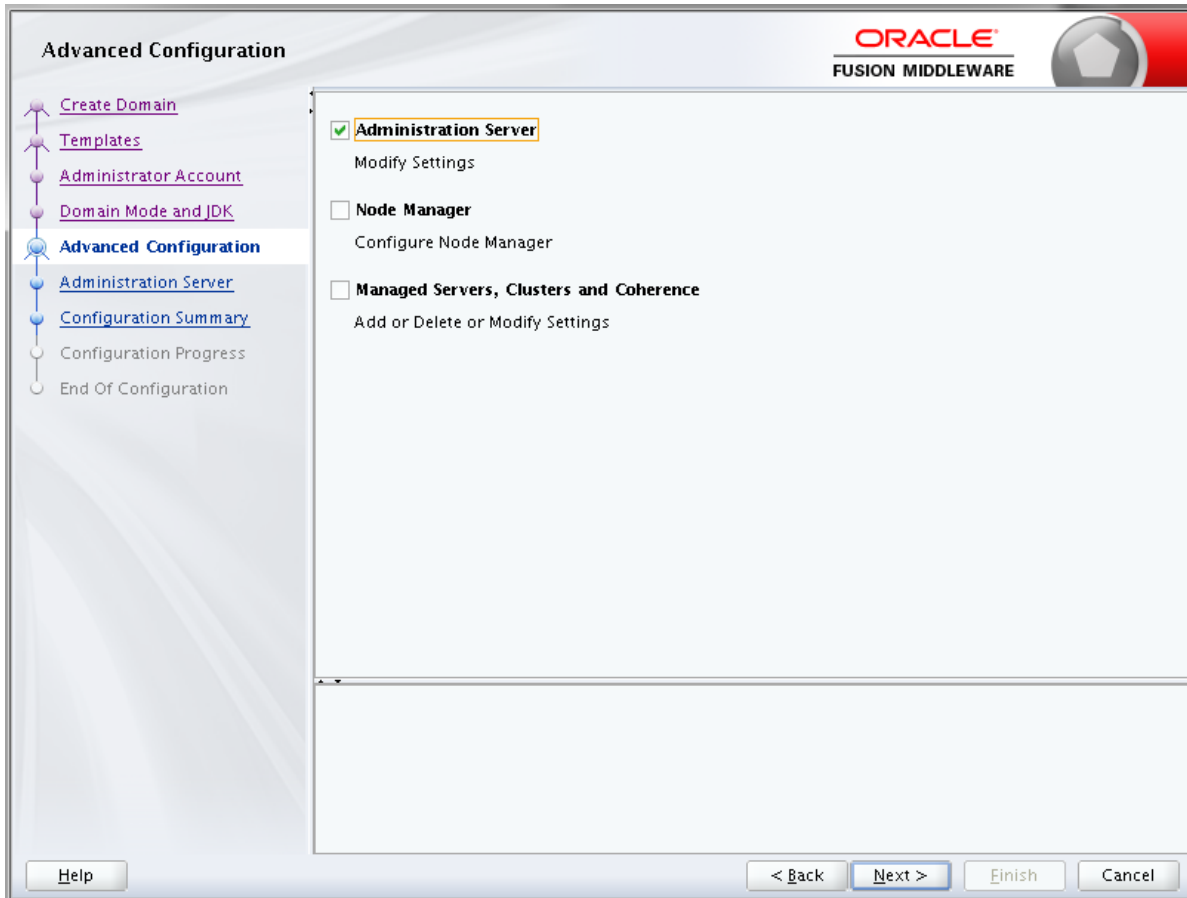 Advanced Configuration
ORACLE
FUSION MIDDLEWARE
Create Domain
Templates
Administrator Account
Domain Mode and JDK
Advanced Configuration
Administration Server
Configuration Summary
Configuration Progress
End Of Configuration
Administration Server
Modify Settings
Node Manager
Configure Node Manager
Managed Servers, Clusters and Coherence
Add or Delete or Modify Settings
Help
< Back
Next >
Finish
Cancel